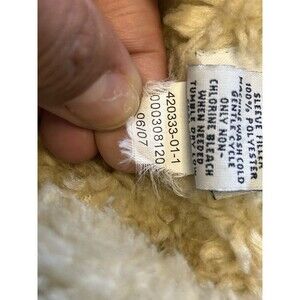 420333-01-1
000308120
06/07
SLEEVE FILLER
100% POLYESTER
MACHINE WASH COLD
GENTLE CYCLE
ONLY NON-
CHLORINE BLEACH
WHEN NEEDED
TUMBLE DRY